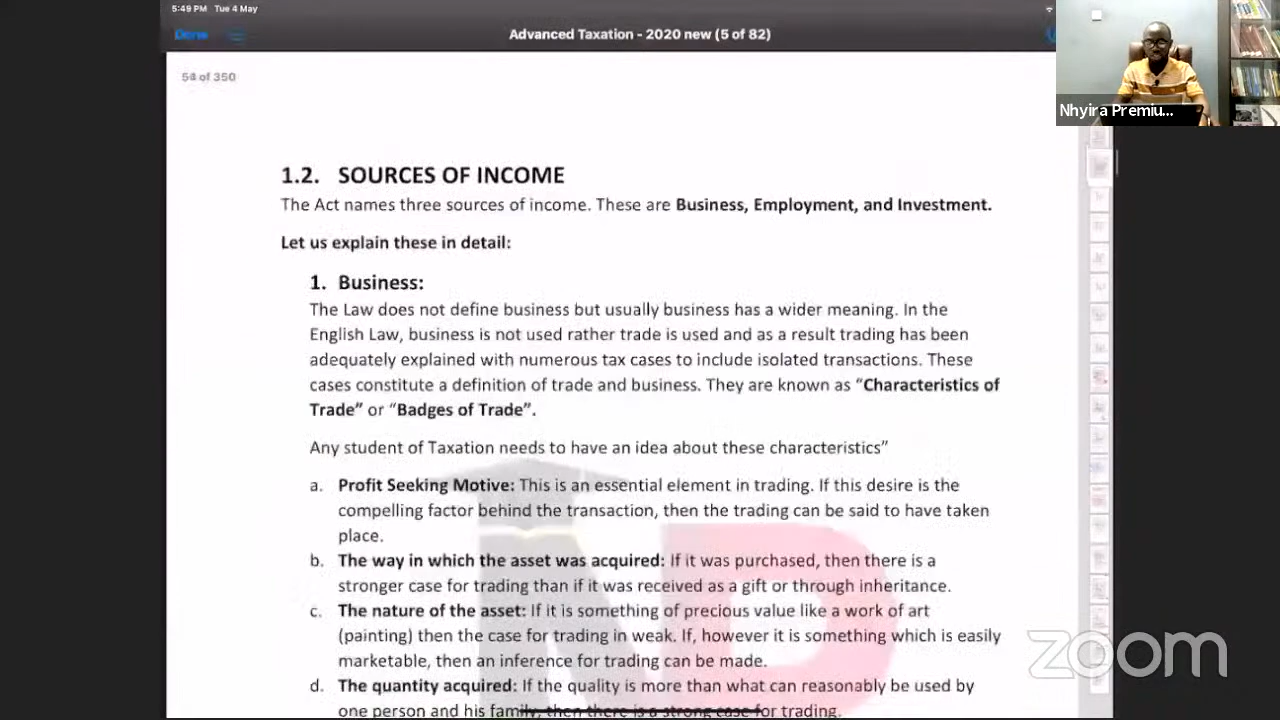 5:49 PM Tue 4 May
Done
Advanced Taxation - 2020 new (5 of 82)
of 350
Nhyira Premiu...
1.2. SOURCES OF INCOME
The Act names three sources of income. These are Business, Employment, and Investment.
Let us explain these in detail:
1. Business:
The Law does not define business but usually business has a wider meaning. In the
English Law, business is not used rather trade is used and as a result trading has been
adequately explained with numerous tax cases to include isolated transactions. These
cases constitute a definition of trade and business. They are known as “Characteristics of
Trade” or “Badges of Trade”.
Any student of Taxation needs to have an idea about these characteristics”
a. Profit Seeking Motive: This is an essential element in trading. If this desire is the
compelling factor behind the transaction, then the trading can be said to have taken
place.
b. The way in which the asset was acquired: If it was purchased, then there is a
stronger case for trading than if it was received as a gift or through inheritance.
c. The nature of the asset: If it is something of precious value like a work of art
(painting) then the case for trading in weak. If, however it is something which is easily
marketable, then an inference for trading can be made.
d. The quantity acquired: If the quality is more than what can reasonably be used by
one person and his family, then there is a strong case for trading.
zoom